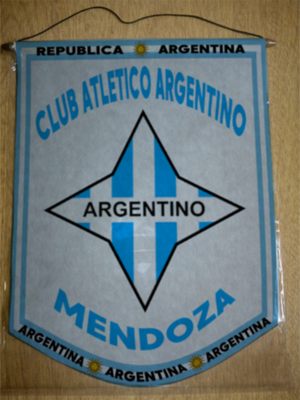 REPUBLICA ARGENTINA
CLUB ATLETICO ARGENTINO
ARGENTINO
MENDOZA
ARGENTINA ARGENTINA ARGENTINA